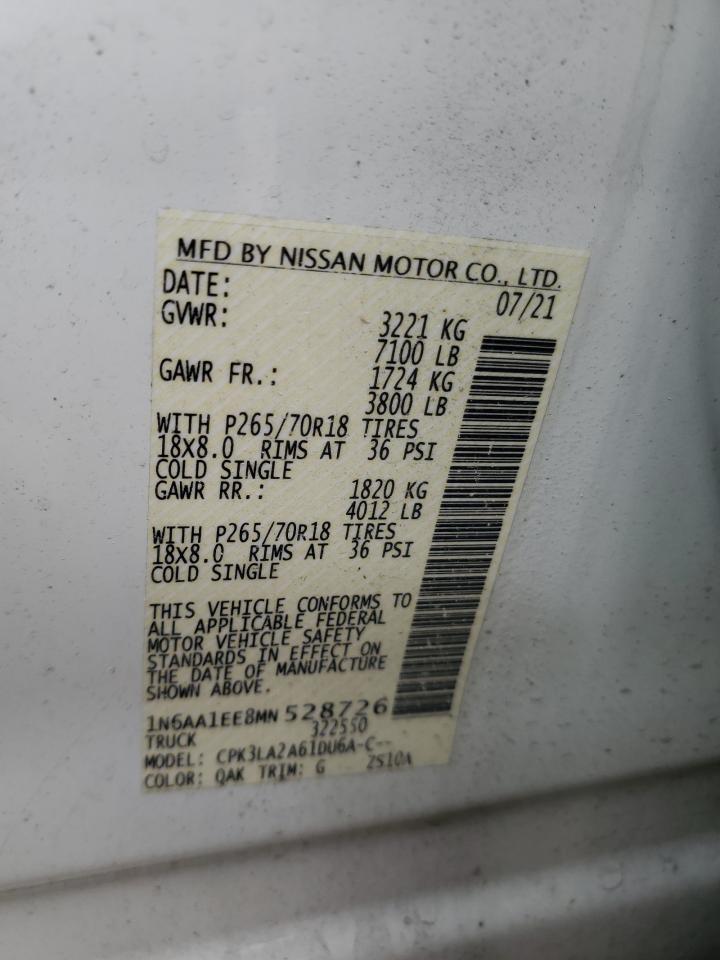 MFD BY NISSAN MOTOR CO., LTD.
DATE: 07/21
GVWR: 3221 KG
7100 LB
GAWR FR.: 1724 KG
3800 LB
WITH P265/70R18 TIRES
18X8.0 RIMS AT 36 PSI
COLD SINGLE
GAWR RR.: 1820 KG
4012 LB
WITH P265/70R18 TIRES
18X8.0 RIMS AT 36 PSI
COLD SINGLE
THIS VEHICLE CONFORMS TO
ALL APPLICABLE FEDERAL
MOTOR VEHICLE SAFETY
STANDARDS IN EFFECT ON
THE DATE OF MANUFACTURE
SHOWN ABOVE.
1N6AA1EE8MN 528726
TRUCK 322550
MODEL: CPK3LA2A61DU6A-C--
COLOR: QAK TRIM: G 2S10A